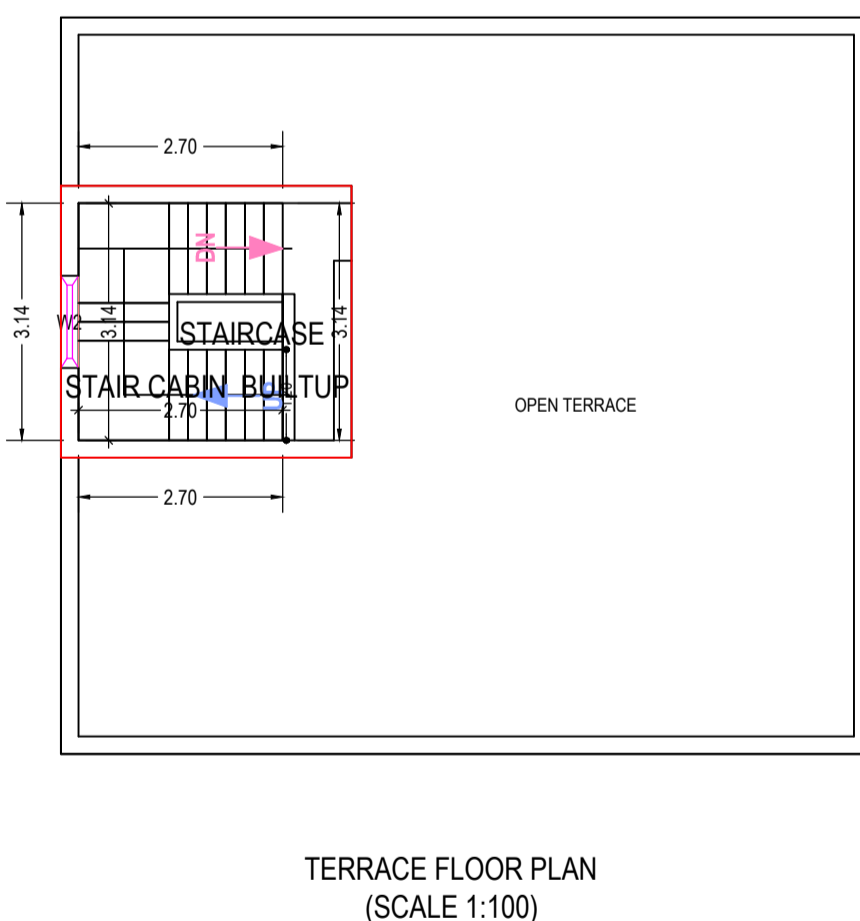 2.70
DN
3.14
3.14
3.14
W2
STAIRCASE
STAIR CABIN BUILTUP
UP
2.70
OPEN TERRACE
2.70
TERRACE FLOOR PLAN
(SCALE 1:100)